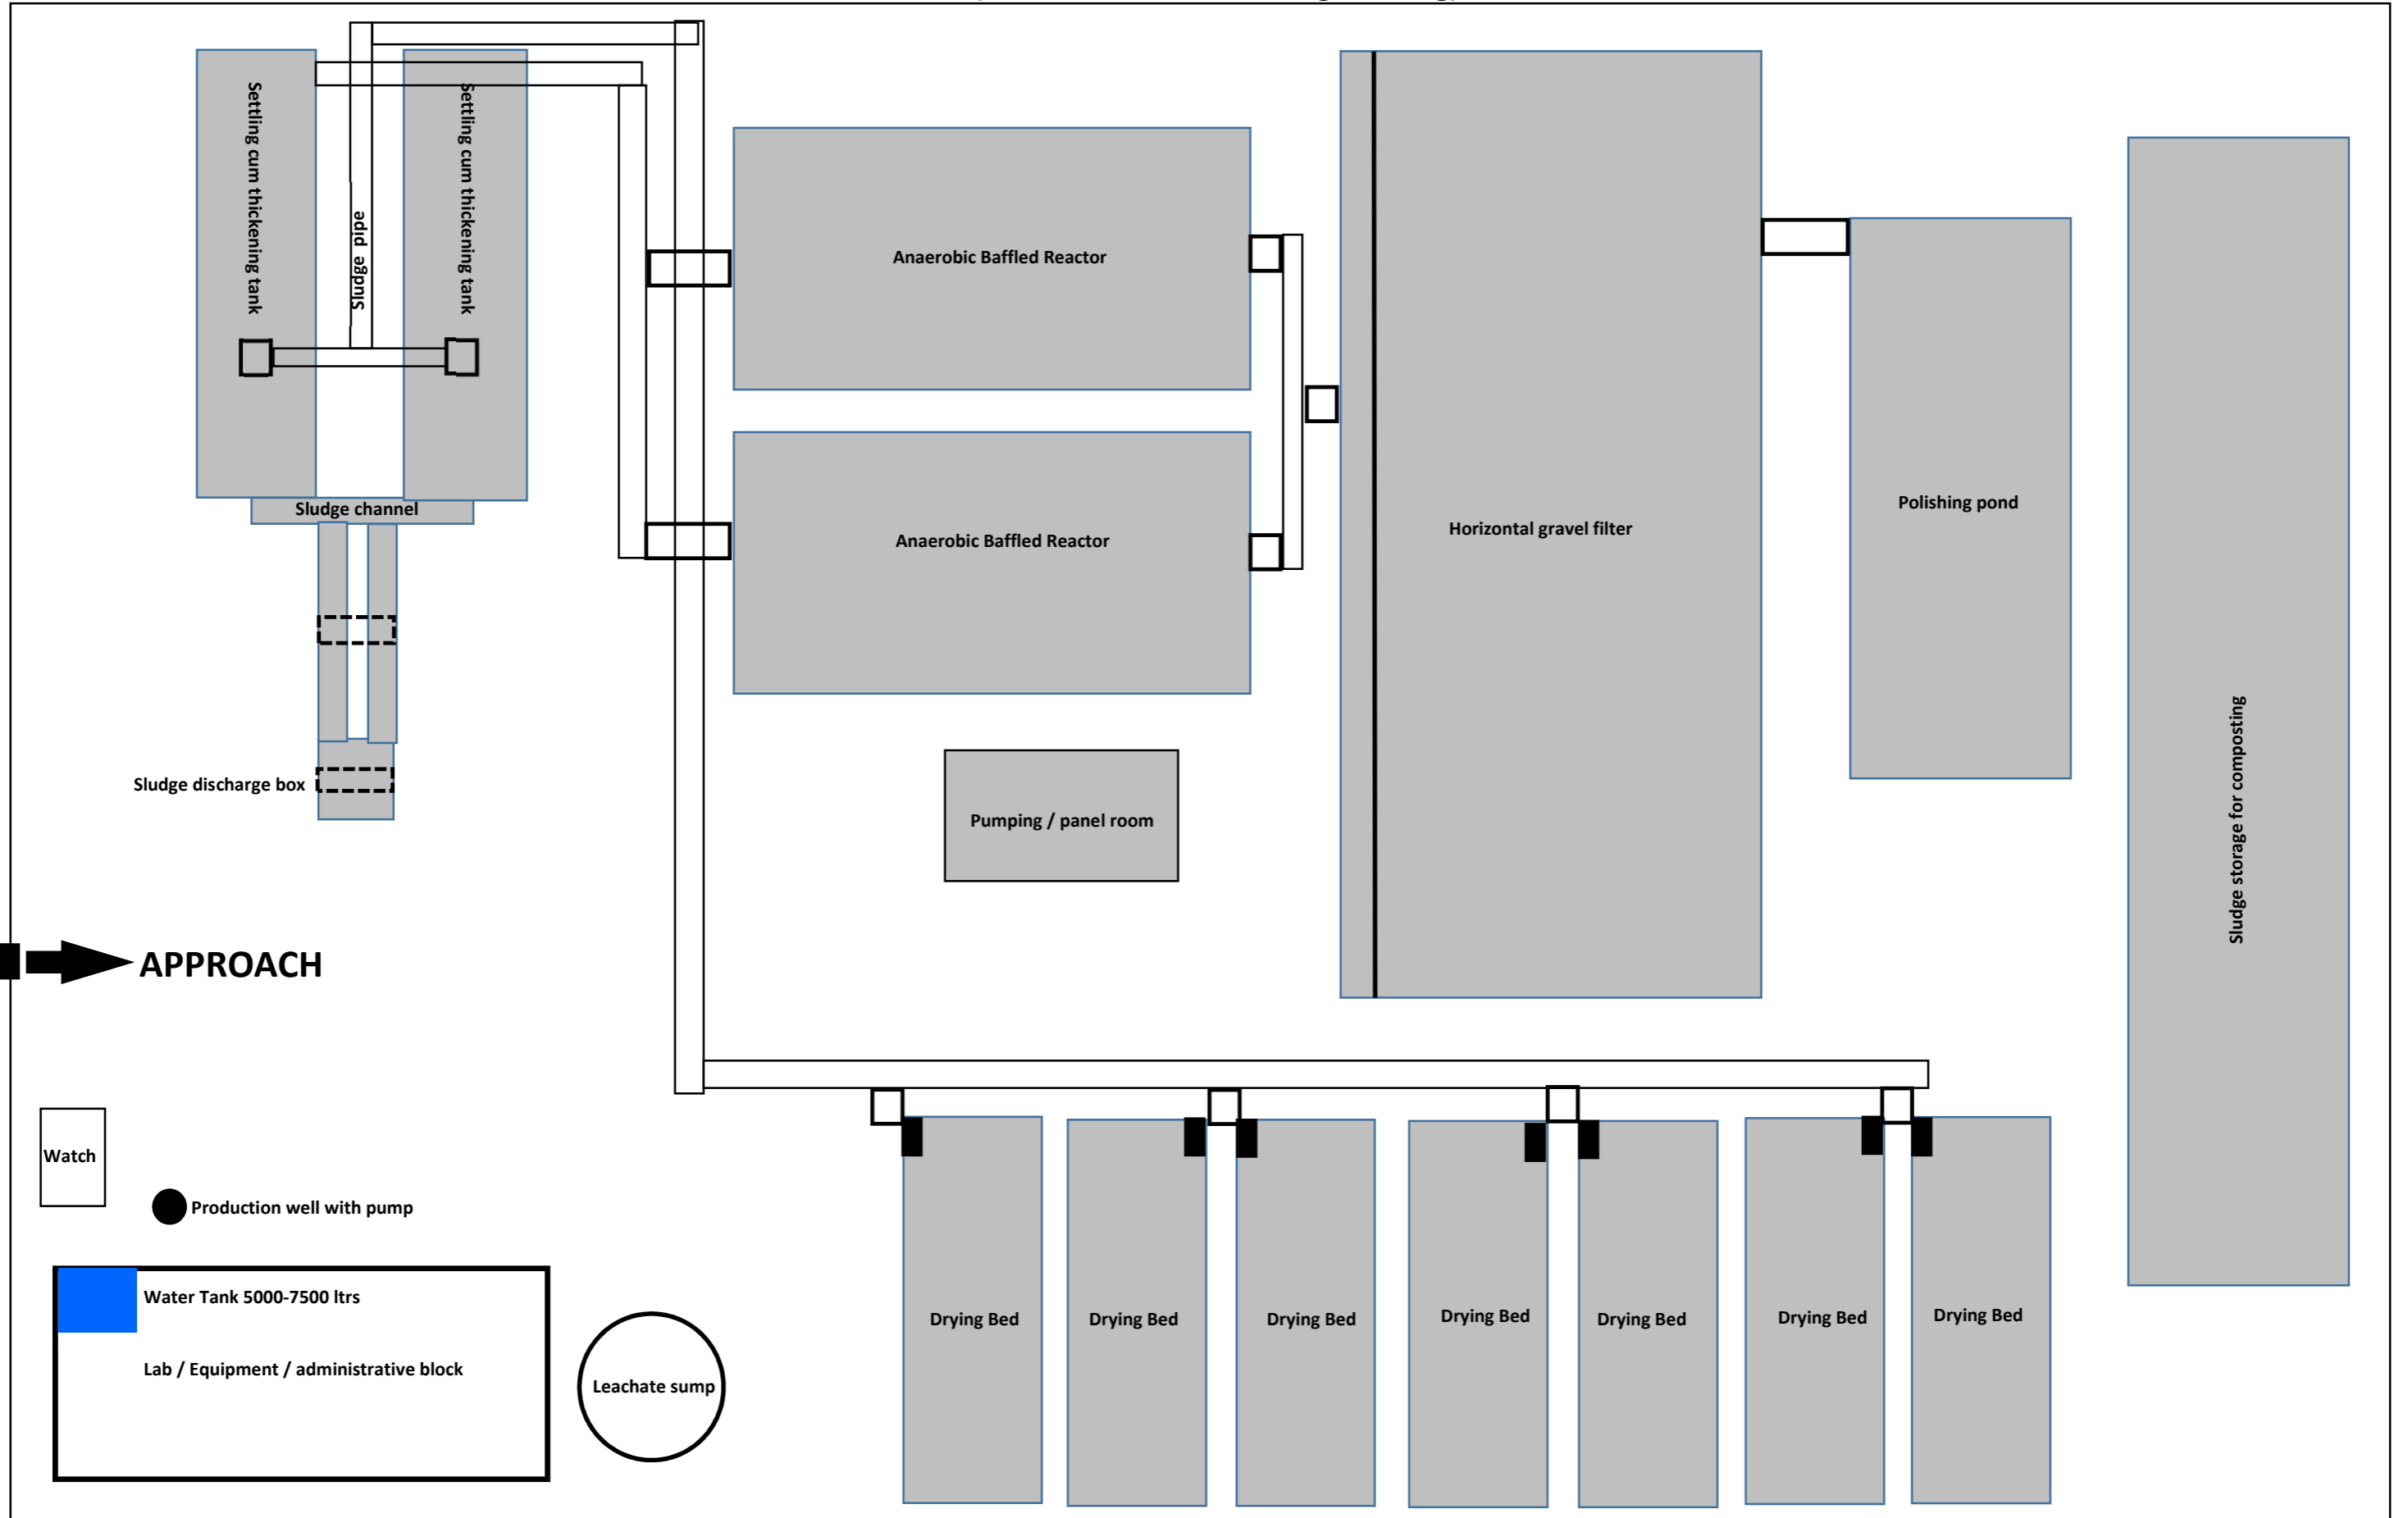 Settling cum thickening tank
Sludge pipe
Settling cum thickening tank
Anaerobic Baffled Reactor
Anaerobic Baffled Reactor
Horizontal gravel filter
Polishing pond
Sludge storage for composting
Sludge channel
Sludge discharge box
Pumping / panel room
APPROACH
Watch
Production well with pump
Water Tank 5000-7500 ltrs
Lab / Equipment / administrative block
Leachate sump
Drying Bed
Drying Bed
Drying Bed
Drying Bed
Drying Bed
Drying Bed
Drying Bed